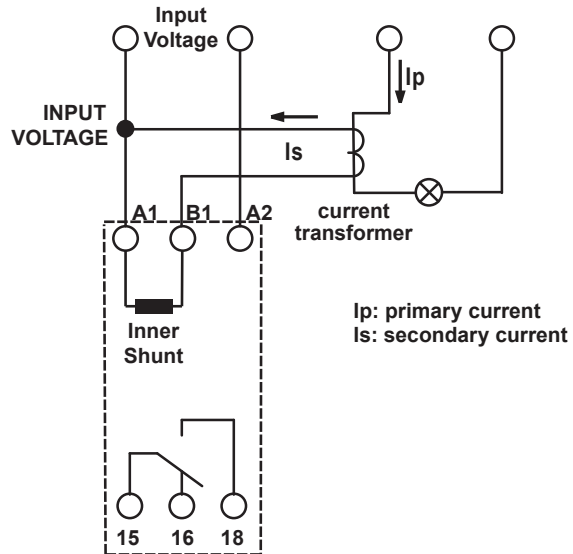 Input
Voltage
Ip
INPUT
VOLTAGE
Is
A1 B1 A2
current
transformer
Inner
Shunt
Ip: primary current
Is: secondary current
15 16 18